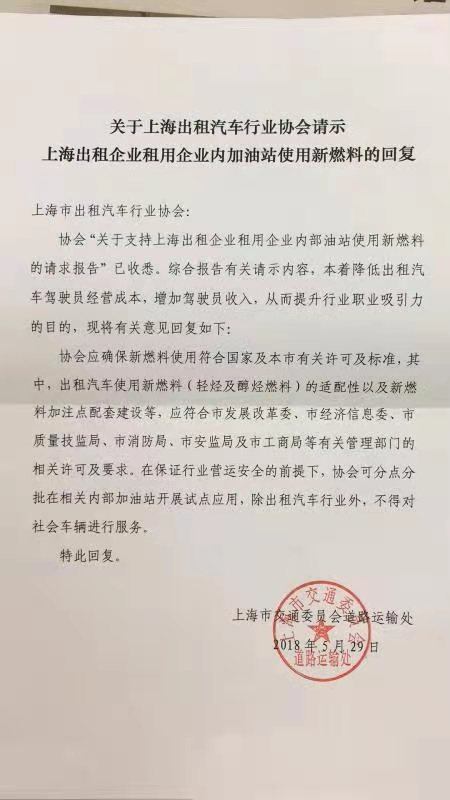 关于上海出租汽车行业协会请示
上海出租企业租用企业内加油站使用新燃料的回复
上海市出租汽车行业协会：
协会“关于支持上海出租企业租用企业内部油站使用新燃料
的请求报告”已收悉。综合报告有关请示内容，本着降低出租汽
车驾驶员经营成本，增加驾驶员收入，从而提升行业职业吸引力
的目的，现将有关意见回复如下：
协会应确保新燃料使用符合国家及本市有关许可及标准，其
中，出租汽车使用新燃料（轻烃及醇烃燃料）的适配性以及新燃
料加注点配套建设等，应符合市发展改革委、市经济信息委、市
质量技监局、市消防局、市安监局及市工商局等有关管理部门的
相关许可及要求。在保证行业营运安全的前提下，协会可分点分
批在相关内部加油站开展试点应用，除出租汽车行业外，不得对
社会车辆进行服务。
特此回复。
上海市交通委员会道路运输处
2018 年 5 月 29 日
上海市交通委员会
道路运输处